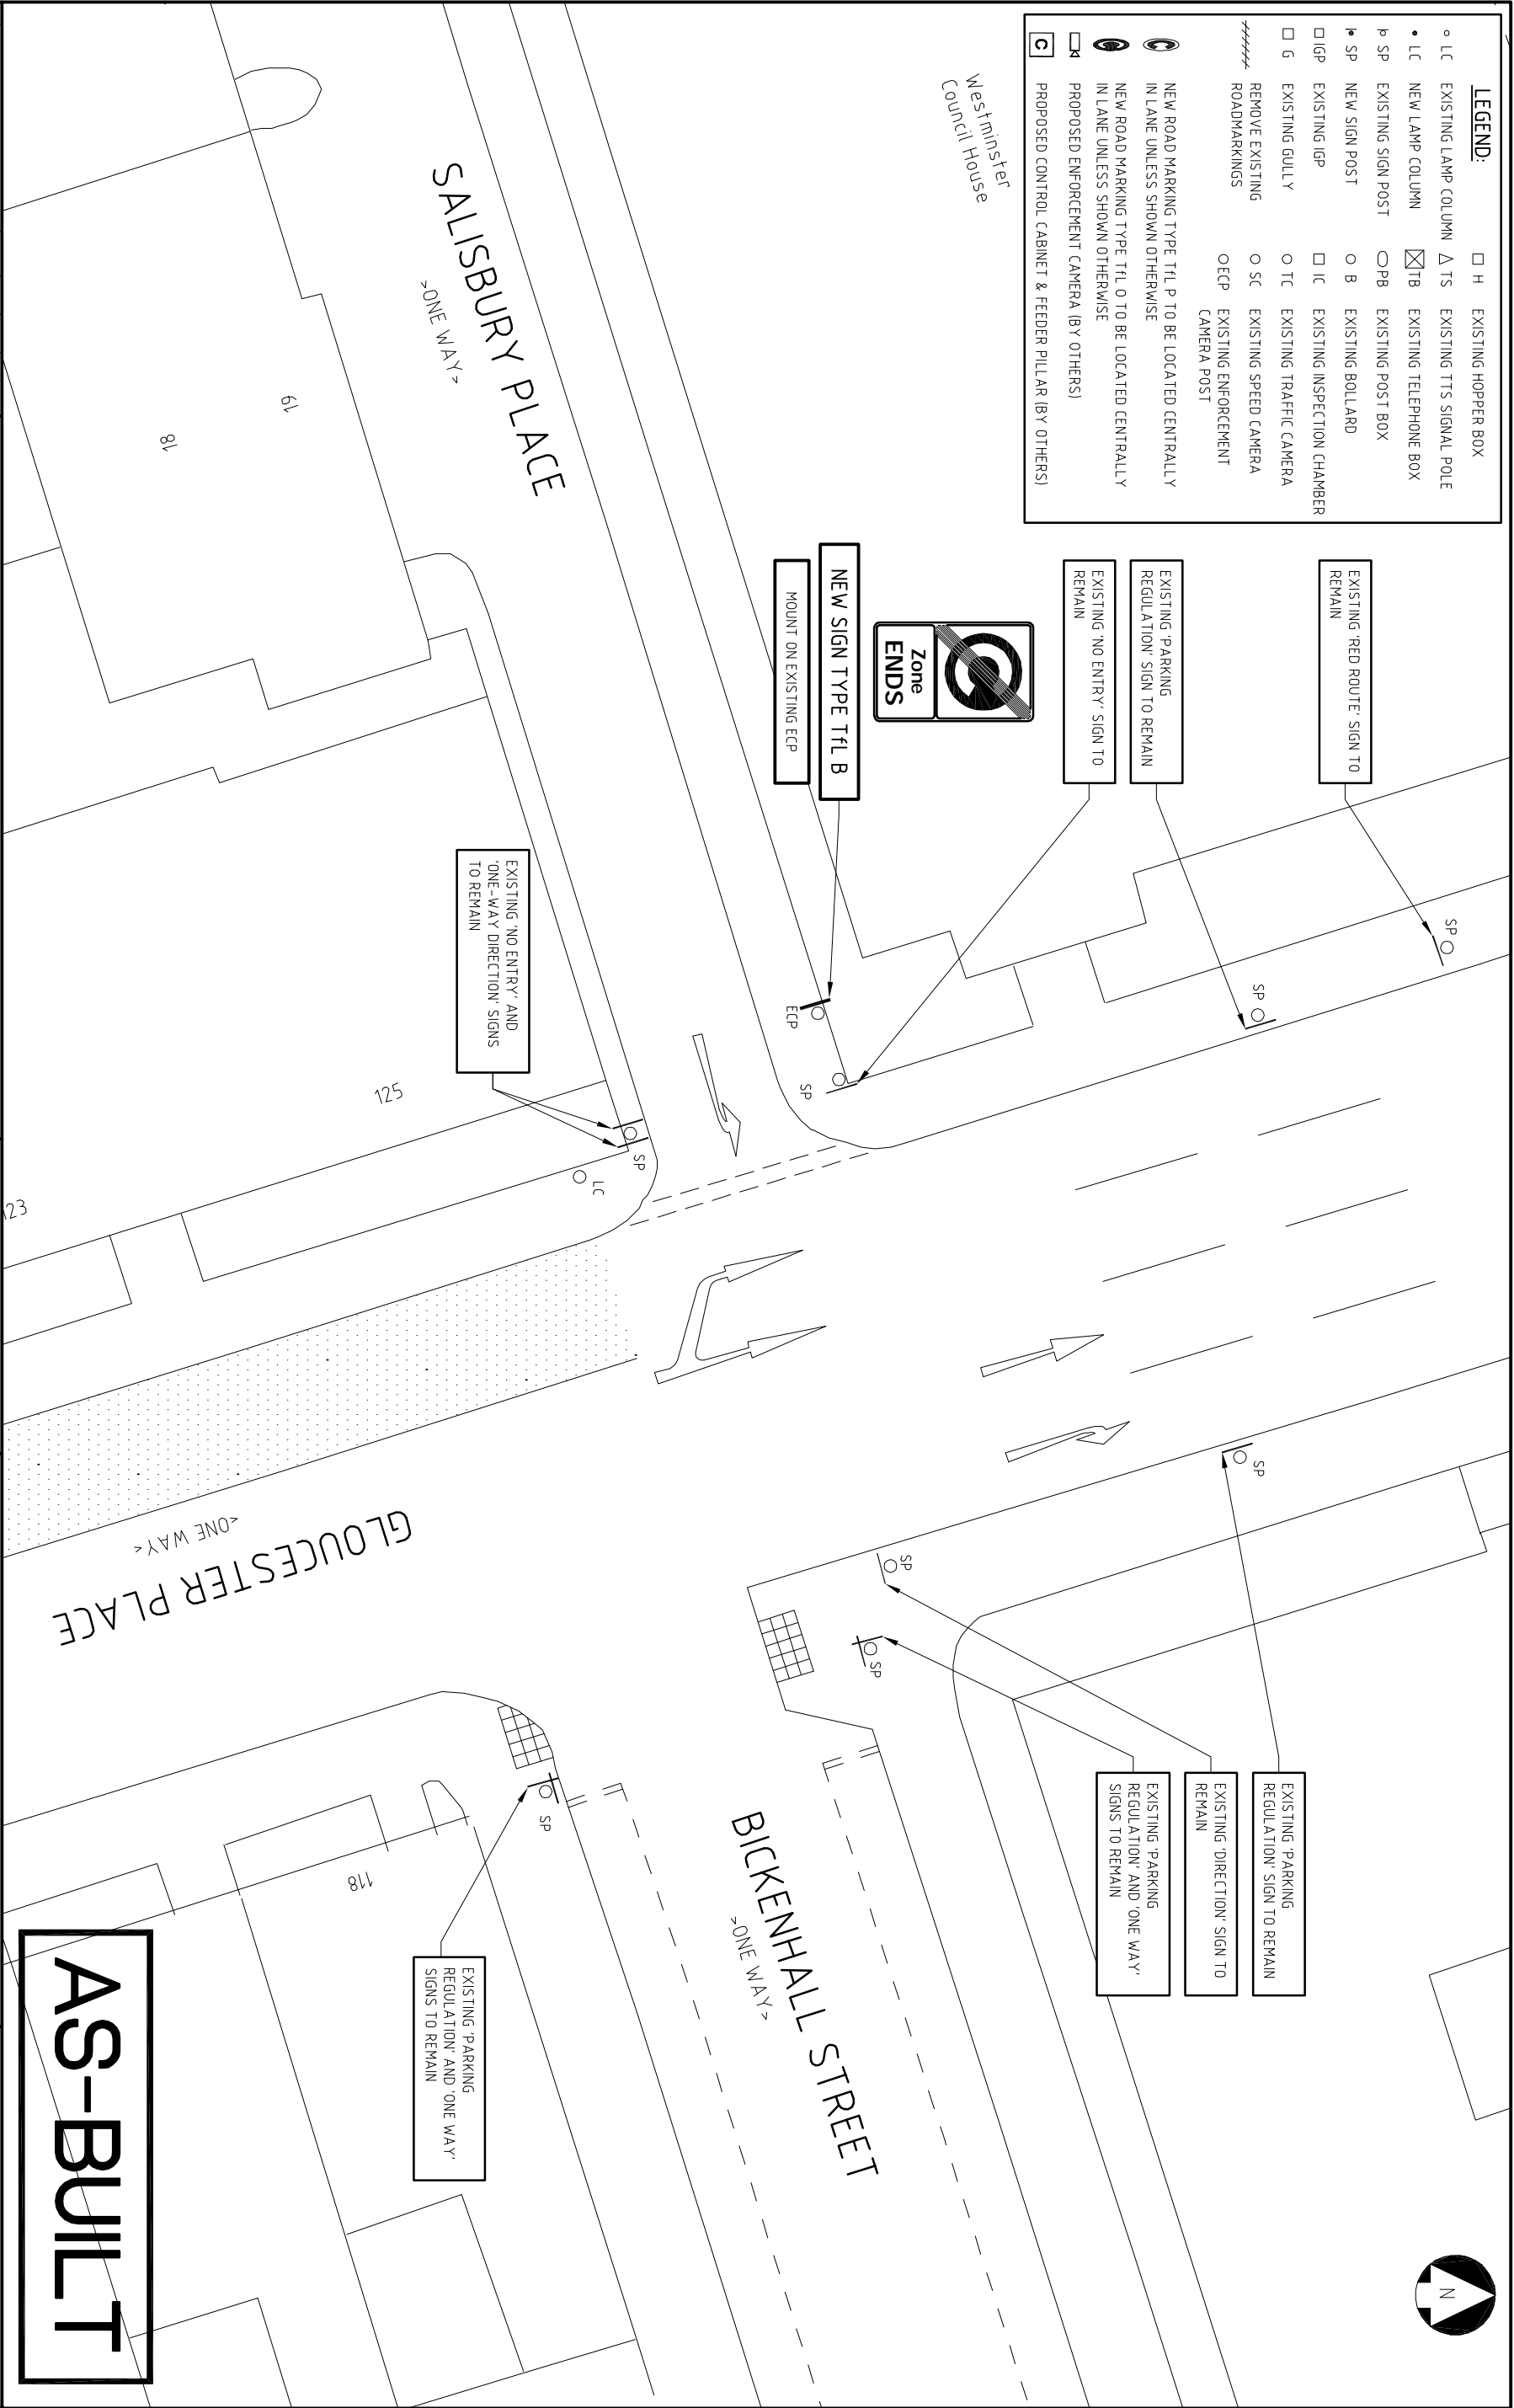 LEGEND:
○ LC EXISTING LAMP COLUMN
● LC NEW LAMP COLUMN
SP EXISTING SIGN POST
SP NEW SIGN POST
□ IGP EXISTING IGP
□ G EXISTING GULLY
REMOVE EXISTING
ROADMARKINGS
□ H EXISTING HOPPER BOX
△ TS EXISTING TTS SIGNAL POLE
TB EXISTING TELEPHONE BOX
PB EXISTING POST BOX
○ B EXISTING BOLLARD
□ IC EXISTING INSPECTION CHAMBER
○ TC EXISTING TRAFFIC CAMERA
○ SC EXISTING SPEED CAMERA
○ ECP EXISTING ENFORCEMENT
CAMERA POST
C NEW ROAD MARKING TYPE TfL P TO BE LOCATED CENTRALLY
IN LANE UNLESS SHOWN OTHERWISE
C NEW ROAD MARKING TYPE TfL O TO BE LOCATED CENTRALLY
IN LANE UNLESS SHOWN OTHERWISE
PROPOSED ENFORCEMENT CAMERA (BY OTHERS)
C PROPOSED CONTROL CABINET & FEEDER PILLAR (BY OTHERS)
EXISTING 'RED ROUTE' SIGN TO
REMAIN
EXISTING 'PARKING
REGULATION' SIGN TO REMAIN
EXISTING 'NO ENTRY' SIGN TO
REMAIN
C
Zone
ENDS
NEW SIGN TYPE TfL B
MOUNT ON EXISTING ECP
Westminster
Council House
SP
SP
ECP
SP
SP
SP
SP
EXISTING 'PARKING
REGULATION' SIGN TO REMAIN
EXISTING 'DIRECTION' SIGN TO
REMAIN
EXISTING 'PARKING
REGULATION' AND 'ONE WAY'
SIGNS TO REMAIN
N
SALISBURY PLACE
>ONE WAY>
BICKENHALL STREET
>ONE WAY>
EXISTING 'NO ENTRY' AND
'ONE-WAY DIRECTION' SIGNS
TO REMAIN
SP
LC
SP
19
18
125
123
118
GLOUCESTER PLACE
<ONE WAY<
EXISTING 'PARKING
REGULATION' AND 'ONE WAY'
SIGNS TO REMAIN
AS-BUILT